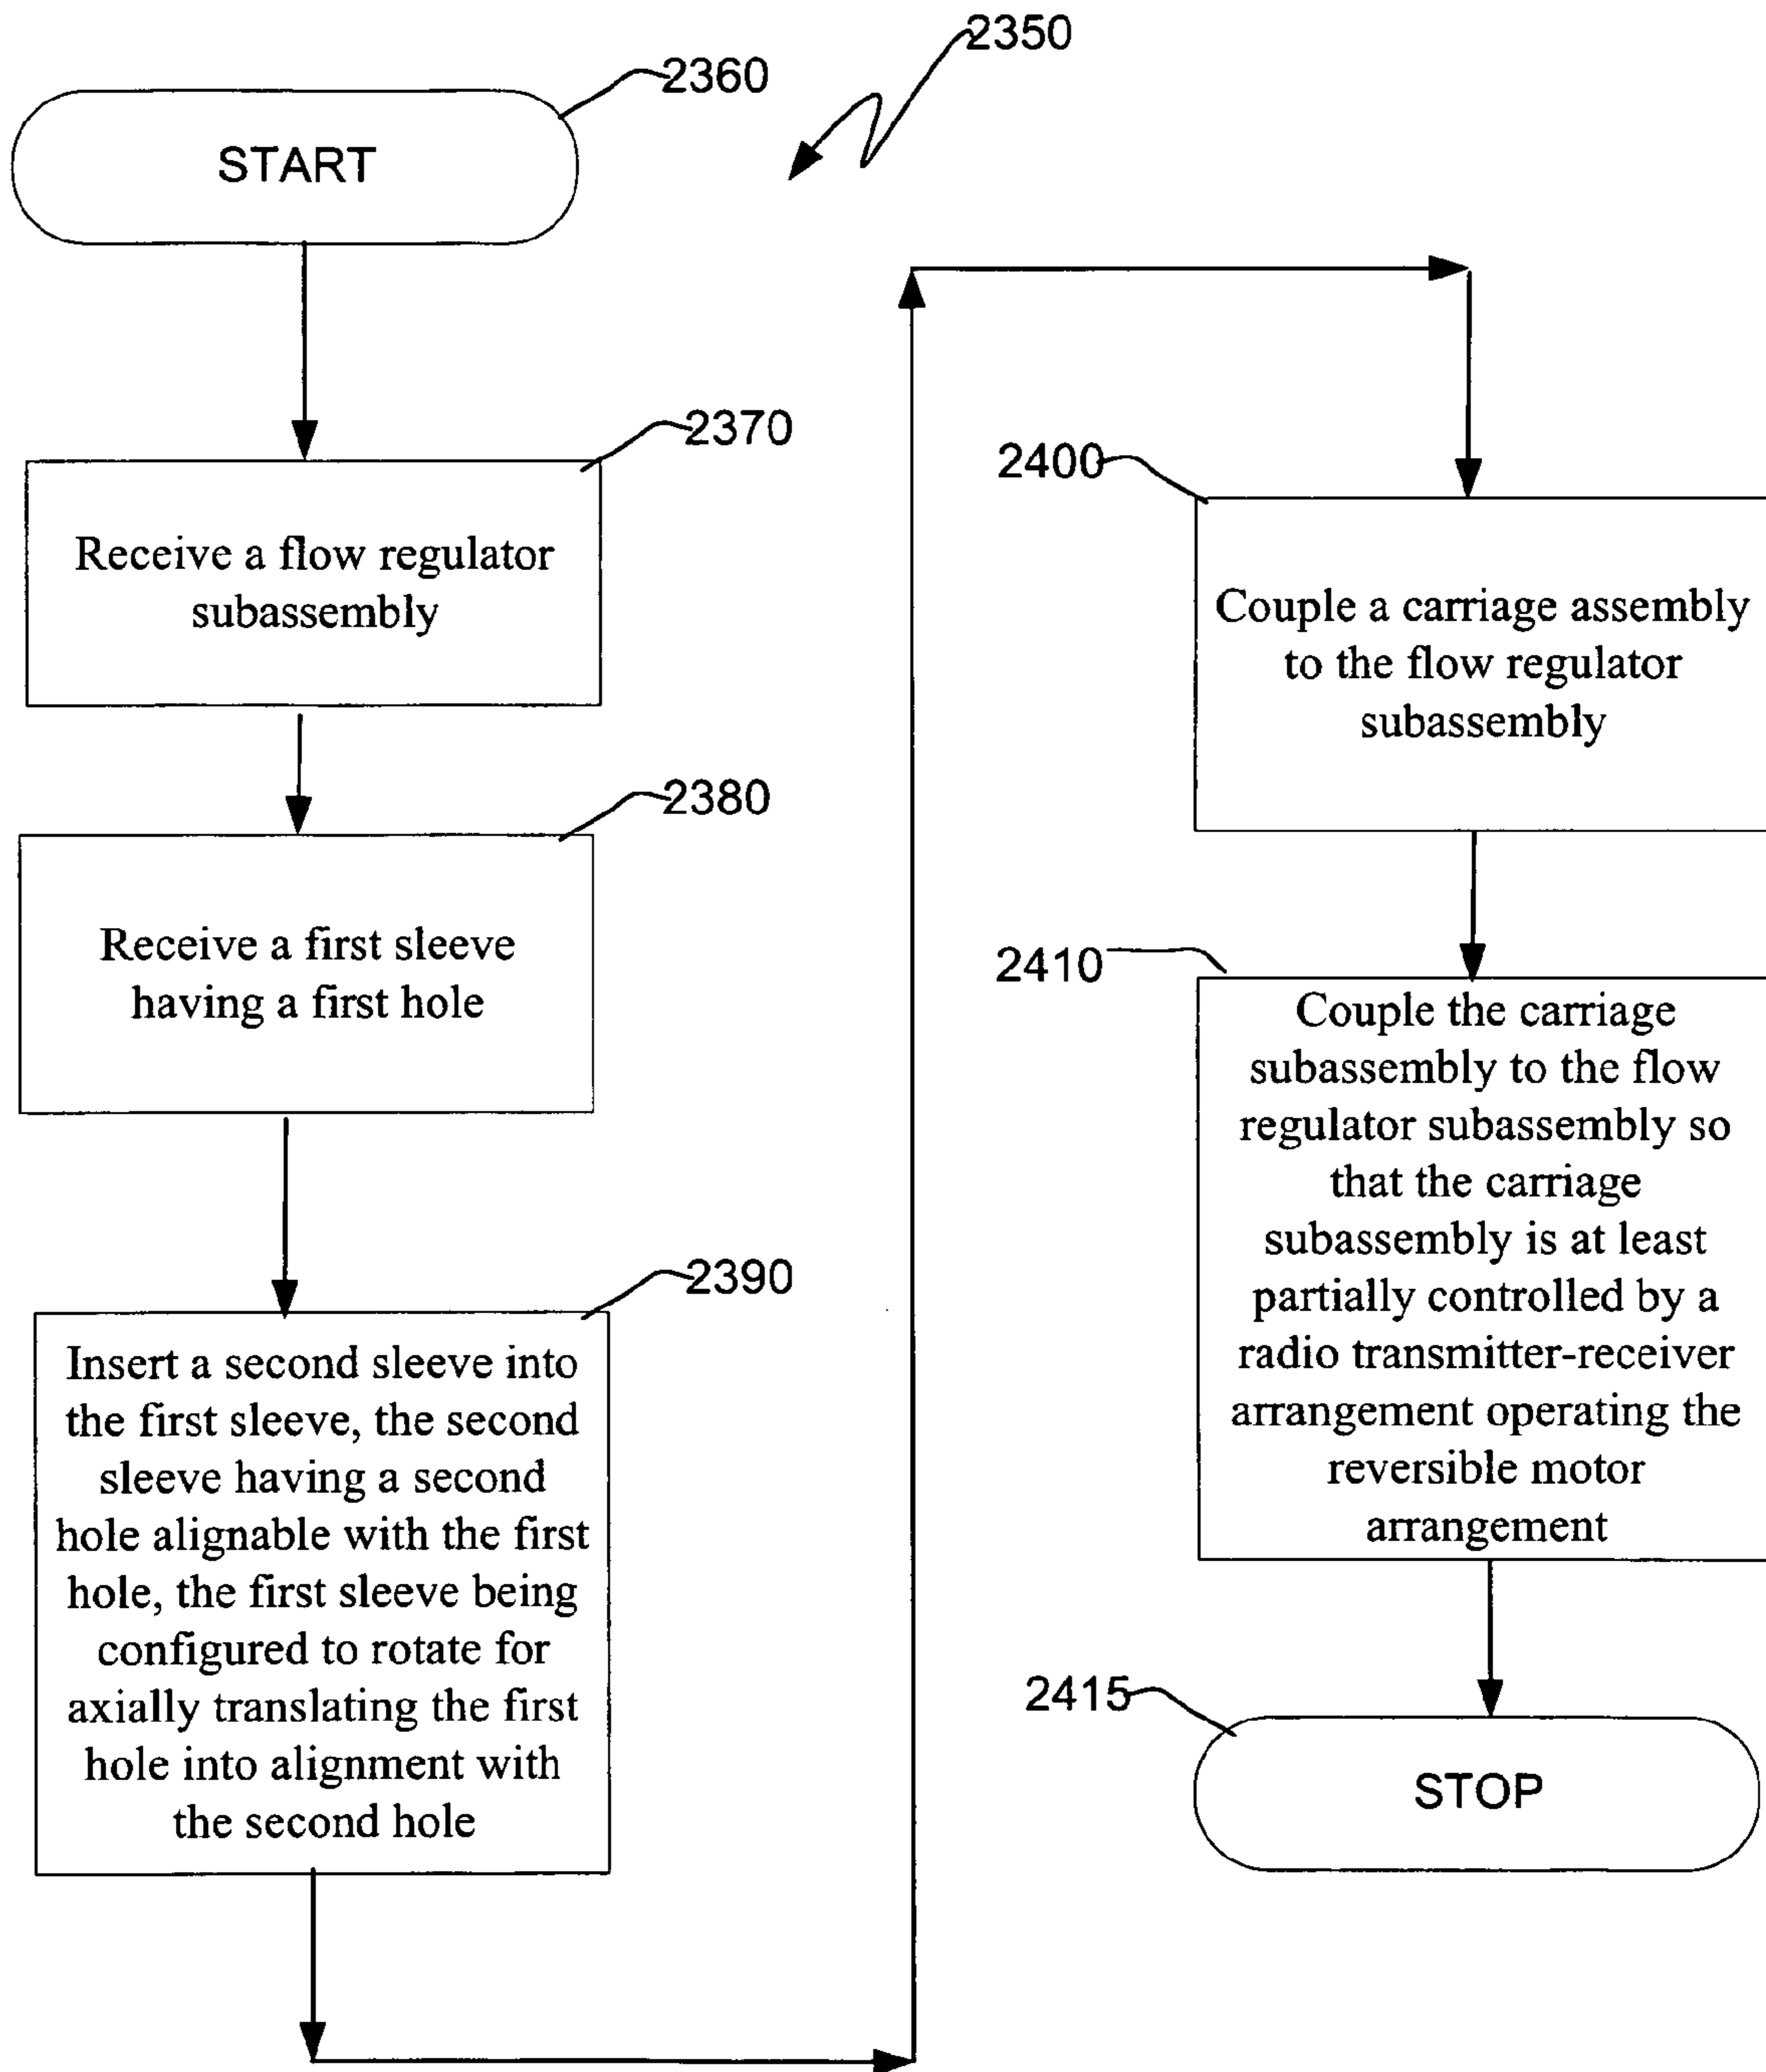 2350
2360
START
2370
Receive a flow regulator
subassembly
2380
Receive a first sleeve
having a first hole
2390
Insert a second sleeve into
the first sleeve, the second
sleeve having a second
hole alignable with the first
hole, the first sleeve being
configured to rotate for
axially translating the first
hole into alignment with
the second hole
2400
Couple a carriage assembly
to the flow regulator
subassembly
2410
Couple the carriage
subassembly to the flow
regulator subassembly so
that the carriage
subassembly is at least
partially controlled by a
radio transmitter-receiver
arrangement operating the
reversible motor
arrangement
2415
STOP